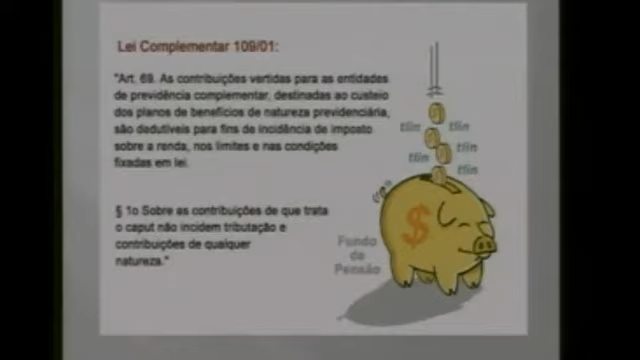 Lei Complementar 109/01:
"Art. 69. As contribuições vertidas para as entidades
de previdência complementar, destinadas ao custeio
dos planos de benefícios de natureza previdenciária,
são dedutíveis para fins de incidência de imposto
sobre a renda, nos limites e nas condições
fixadas em lei.
§ 1o Sobre as contribuições de que trata
o caput não incidem tributação e
contribuições de qualquer
natureza."
tlin tlin
tlin tlin
$
Fundo
de
Pensão